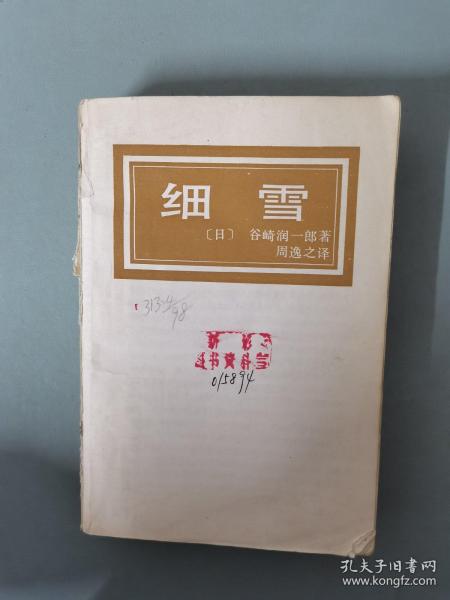 细雪
〔日〕 谷崎润一郎著
周逸之译
313·4/98
015894
孔夫子旧书网
www.kongfz.com